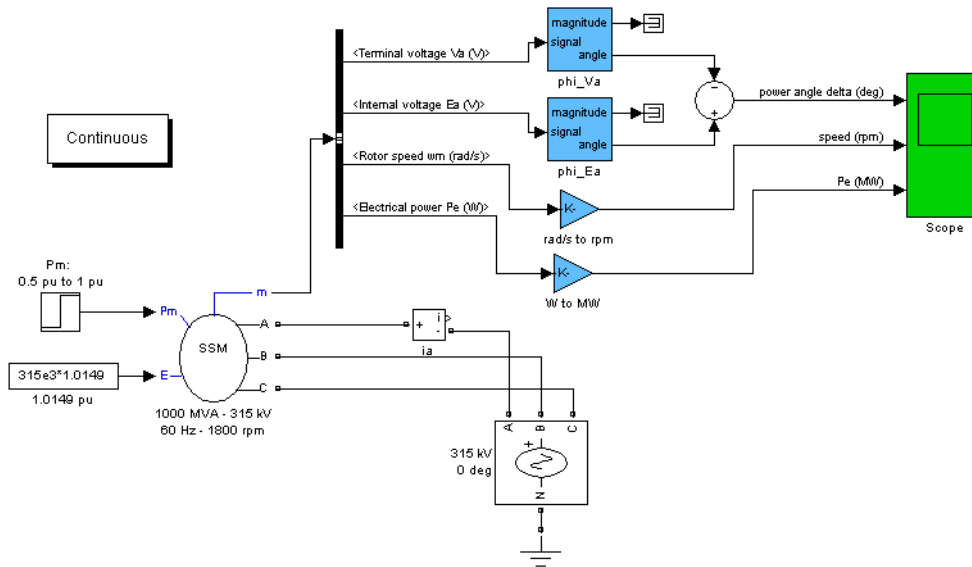 magnitude
signal
angle
phi_Va
<Terminal voltage Va (V)>
<Internal voltage Ea (V)>
<Rotor speed wm (rad/s)>
<Electrical power Pe (W)>
magnitude
signal
angle
phi_Ea
-
+
power angle delta (deg)
speed (rpm)
Pe (MW)
Scope
Continuous
K-
rad/s to rpm
K-
W to MW
Pm:
0.5 pu to 1 pu
m
Pm
SSM
E
A
B
C
315e3*1.0149
1.0149 pu
1000 MVA - 315 kV
60 Hz - 1800 rpm
+
i
-
ia
A
B
C
315 kV
0 deg
+
N